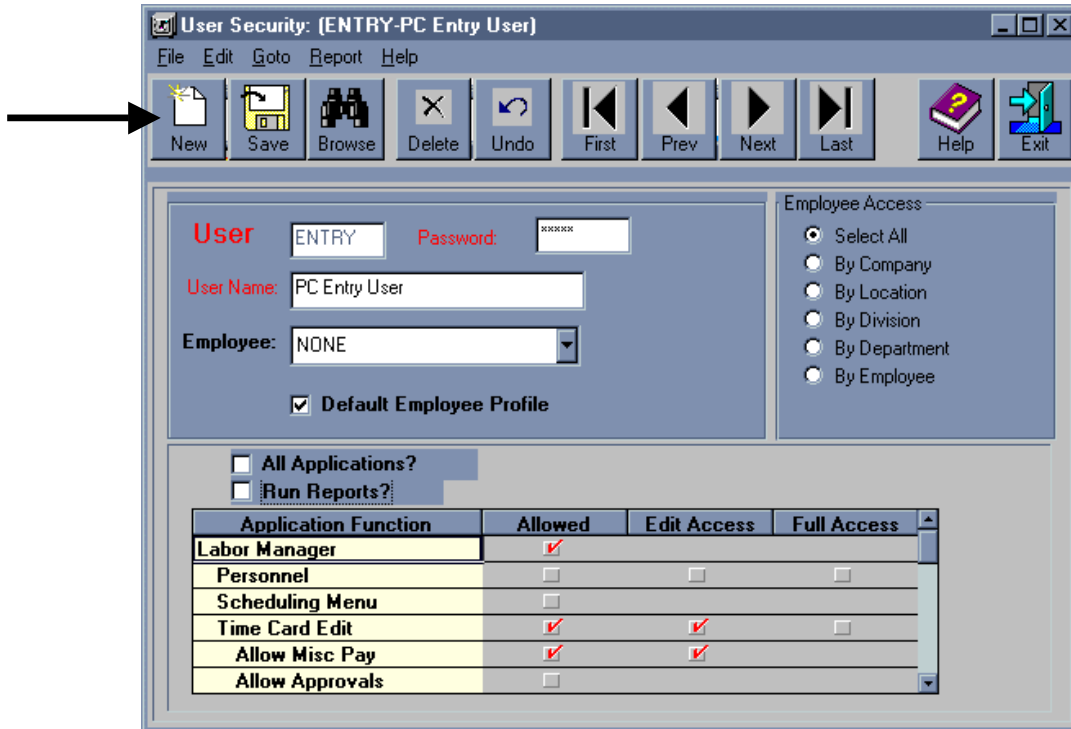 User Security: (ENTRY-PC Entry User)
File Edit Goto Report Help
New Save Browse Delete Undo First Prev Next Last Help Exit
Employee Access
User ENTRY Password: *****
Select All
By Company
User Name: PC Entry User
By Location
By Division
Employee: NONE
By Department
By Employee
Default Employee Profile
All Applications?
Run Reports?
Application Function Allowed Edit Access Full Access
Labor Manager
Personnel
Scheduling Menu
Time Card Edit
Allow Misc Pay
Allow Approvals